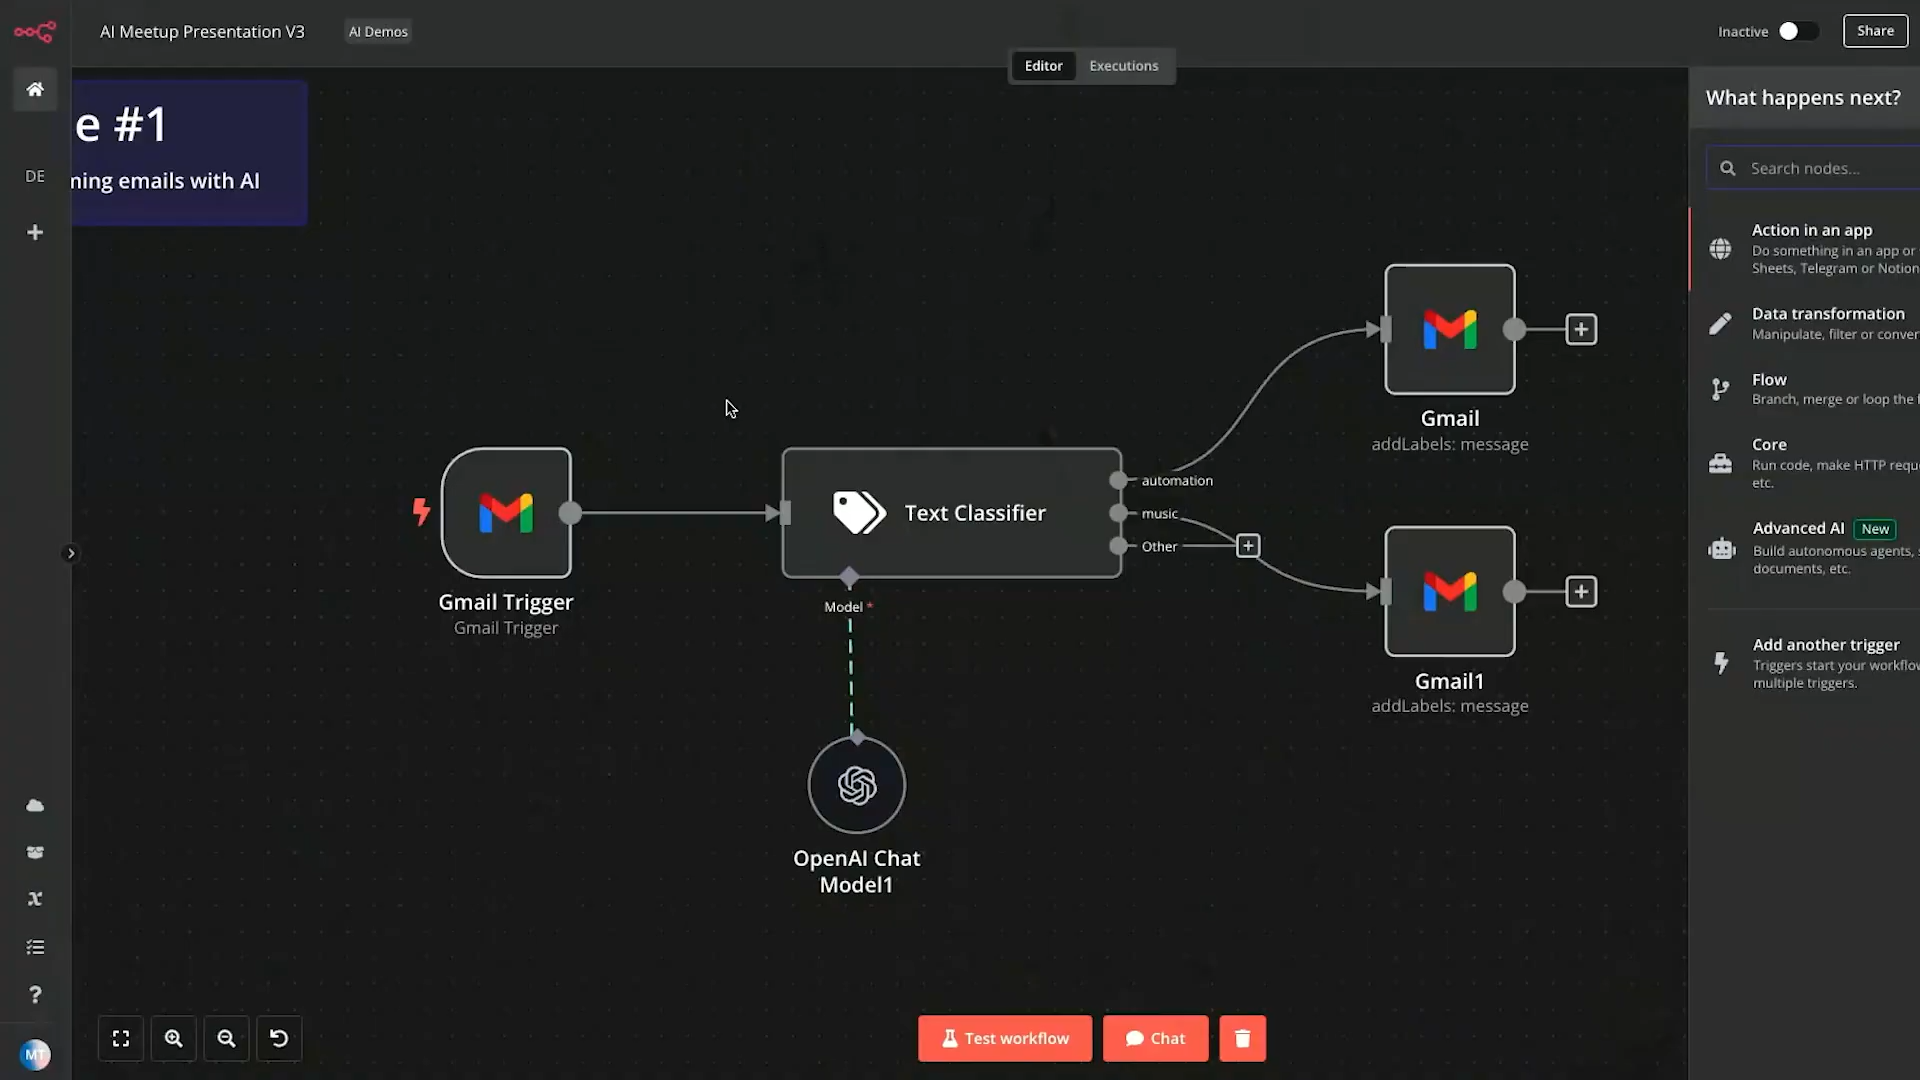 AI Meetup Presentation V3
AI Demos
Inactive
Share
Editor
Executions
e #1
ning emails with AI
DE
What happens next?
Search nodes...
Action in an app
Do something in an app or
Sheets, Telegram or Notion
Data transformation
Manipulate, filter or conver
Flow
Branch, merge or loop the f
Core
Run code, make HTTP requ
etc.
Advanced AI New
Build autonomous agents, s
documents, etc.
Add another trigger
Triggers start your workflow
multiple triggers.
Gmail Trigger
Gmail Trigger
Text Classifier
automation
music
Other
Model *
OpenAI Chat
Model1
Gmail
addLabels: message
Gmail1
addLabels: message
Test workflow
Chat
MT